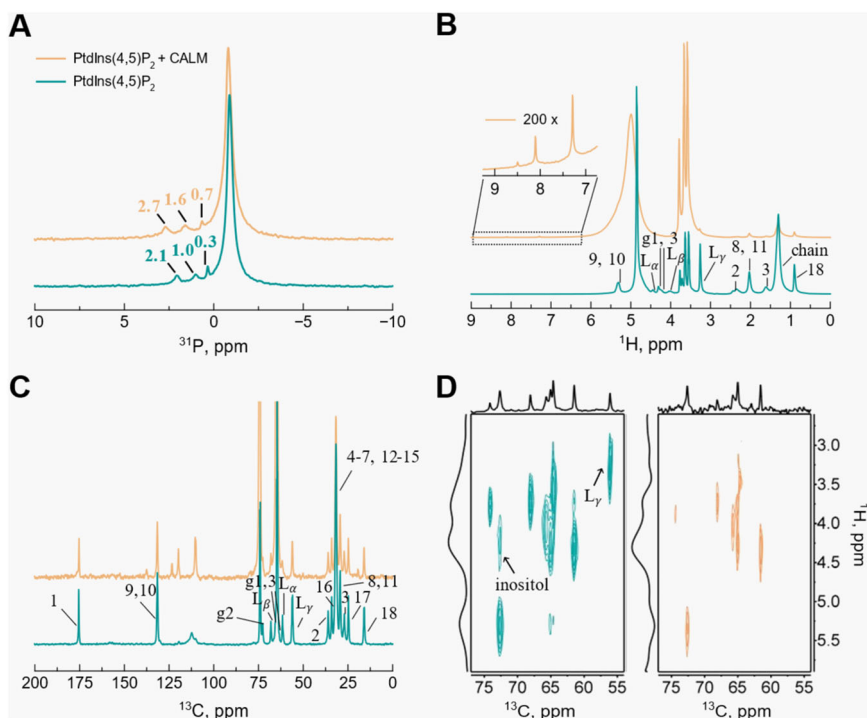 A
PtdIns(4,5)P2 + CALM
PtdIns(4,5)P2
2.7 1.6 0.7
2.1 1.0 0.3
10 5 0 −5 −10
31P, ppm
B
200 x
9 8 7
9, 10
g1, 3
Lα
Lβ
Lγ
8, 11
chain
2
3
18
9 8 7 6 5 4 3 2 1 0
1H, ppm
C
4-7, 12-15
1
9,10
g2
Lβ
g1,3
Lα
Lγ
2
16
3
8,11
17
18
200 175 150 125 100 75 50 25 0
13C, ppm
D
Lγ
inositol
3.0
3.5
4.0
4.5
5.0
5.5
1H, ppm
75 70 65 60 55
13C, ppm
75 70 65 60 55
13C, ppm